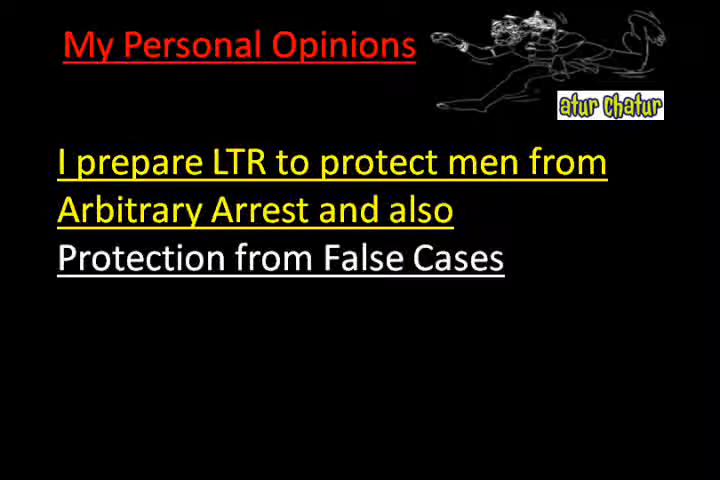 My Personal Opinions
atur chatur
I prepare LTR to protect men from
Arbitrary Arrest and also
Protection from False Cases